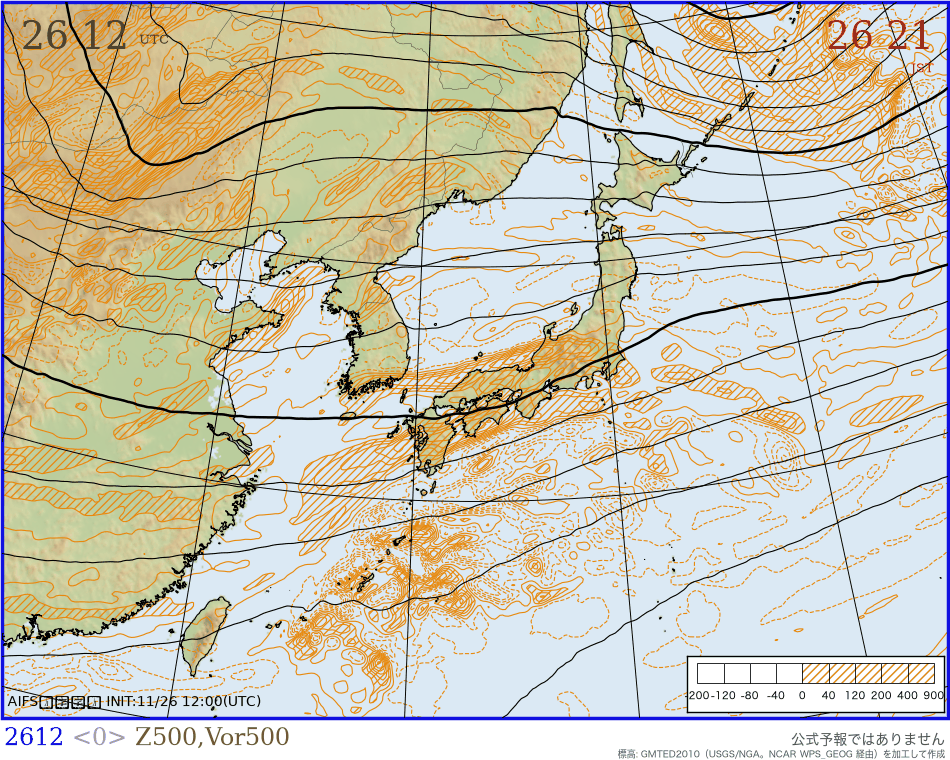 26 12 UTC
26 21
JST
-200 -120 -80 -40 0 40 120 200 400 900
AIFS INIT:11/26 12:00(UTC)
2612 <0> Z500,Vor500
公式予報ではありません
標高: GMTED2010（USGS/NGA。NCAR WPS_GEOG 経由）を加工して作成